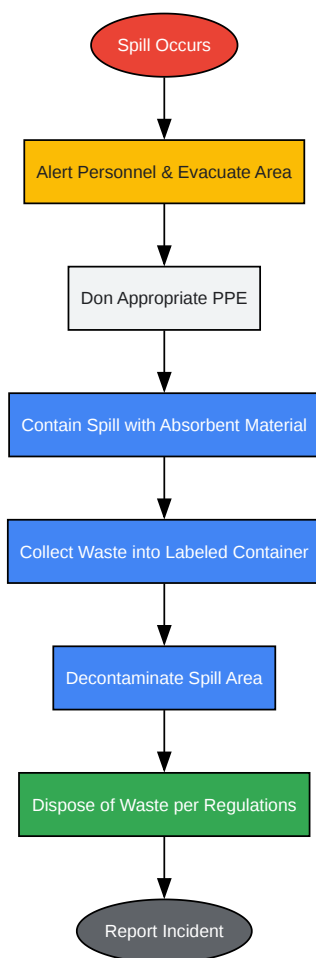 Spill Occurs
Alert Personnel & Evacuate Area
Don Appropriate PPE
Contain Spill with Absorbent Material
Collect Waste into Labeled Container
Decontaminate Spill Area
Dispose of Waste per Regulations
Report Incident